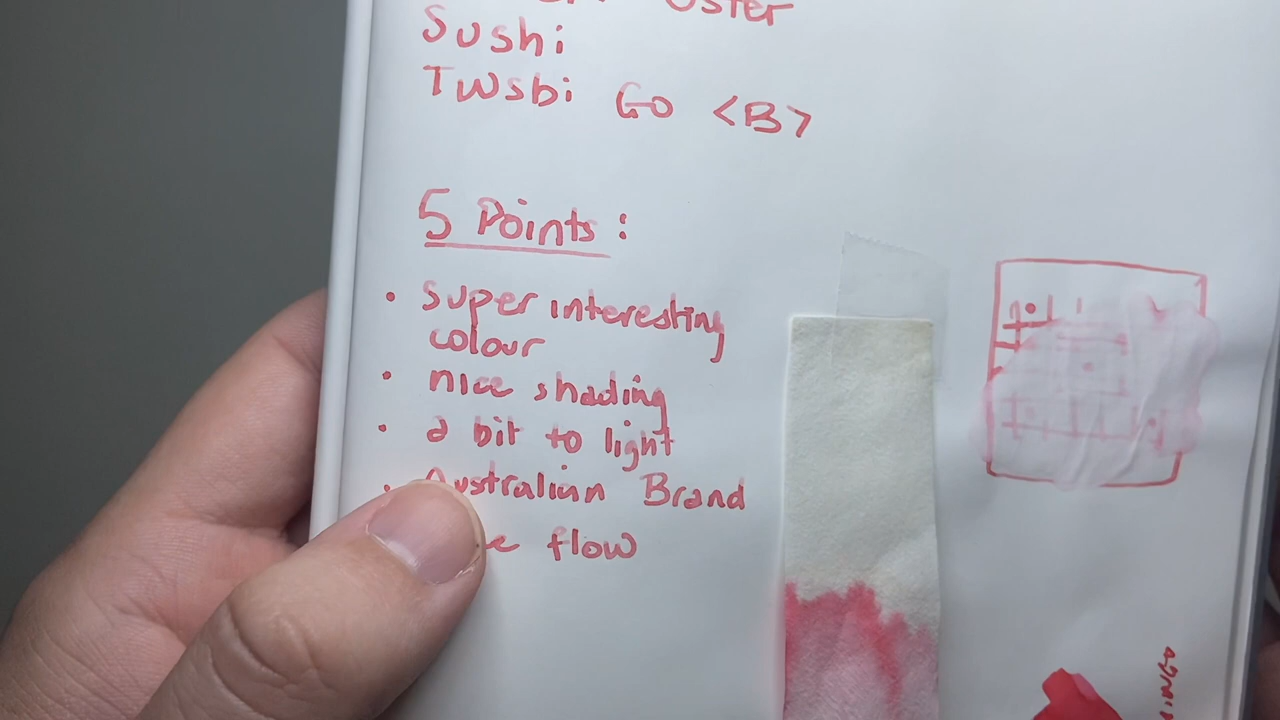 Sushi
Twsbi Go <B>
5 Points:
• super interesting
colour
• nice shading
• a bit to light
• Australian Brand
flow